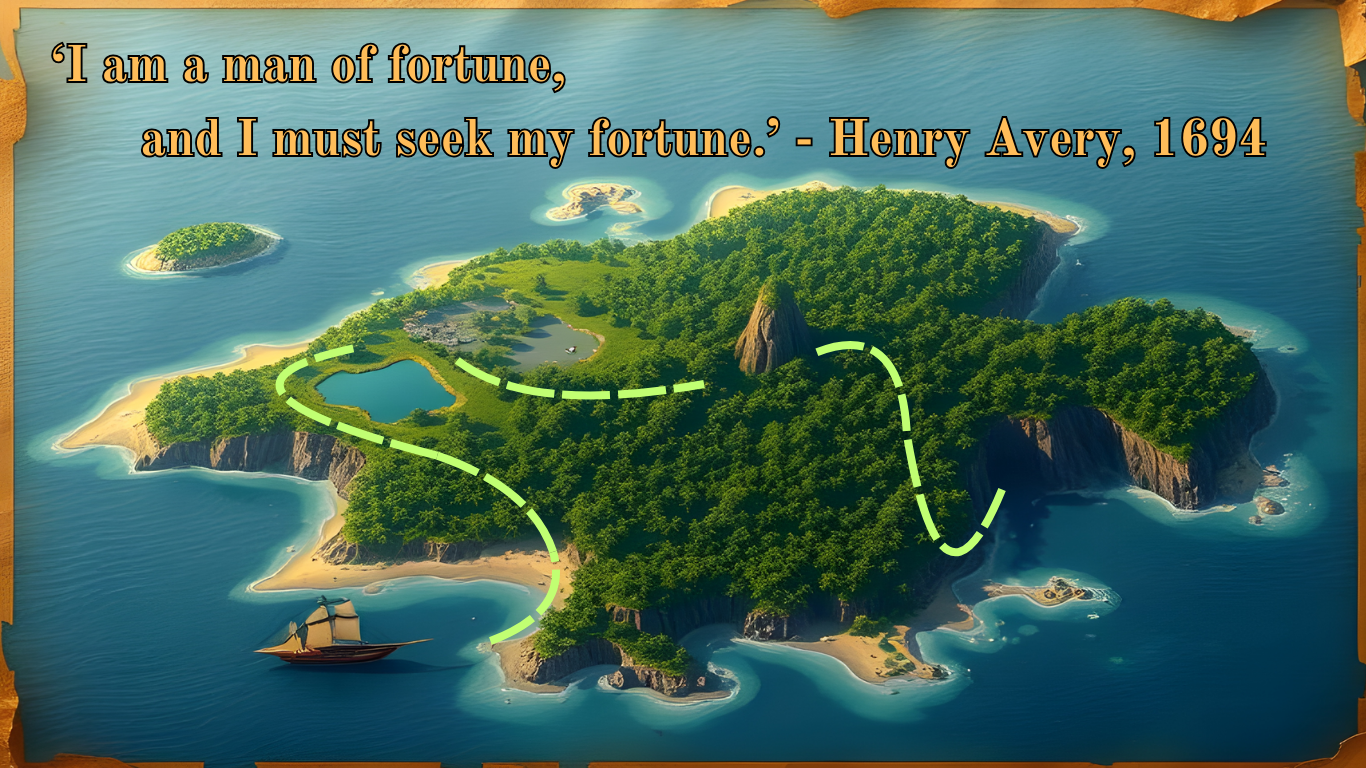 ‘I am a man of fortune,
and I must seek my fortune.’ - Henry Avery, 1694